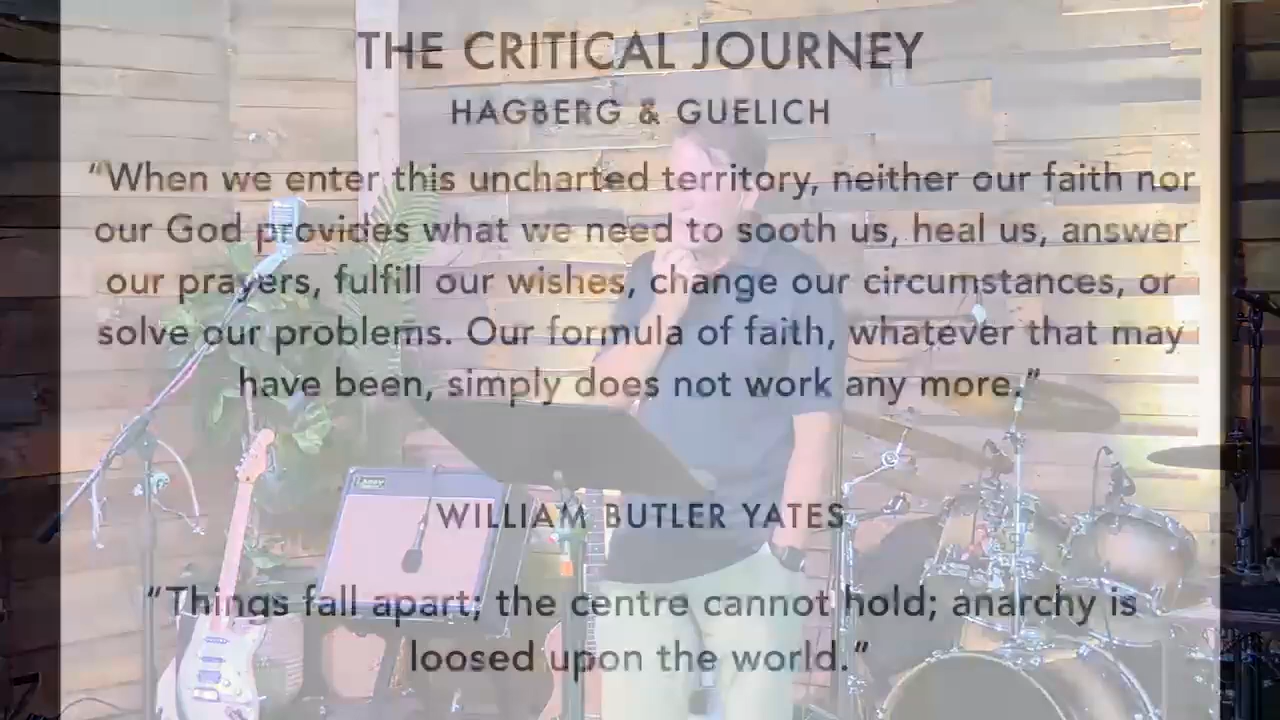 THE CRITICAL JOURNEY
HAGBERG & GUELICH
“When we enter this uncharted territory, neither our faith nor
our God provides what we need to sooth us, heal us, answer
our prayers, fulfill our wishes, change our circumstances, or
solve our problems. Our formula of faith, whatever that may
have been, simply does not work any more.”
WILLIAM BUTLER YATES
“Things fall apart; the centre cannot hold; anarchy is
loosed upon the world.”